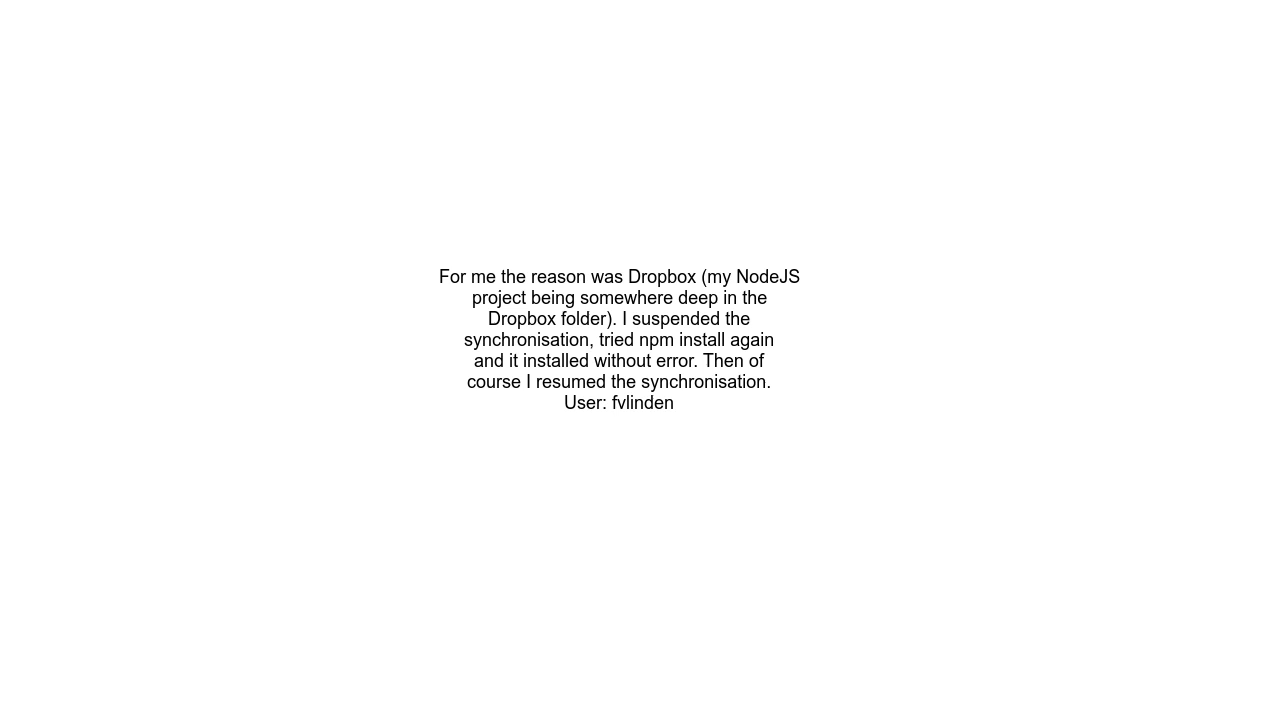 For me the reason was Dropbox (my NodeJS
project being somewhere deep in the
Dropbox folder). I suspended the
synchronisation, tried npm install again
and it installed without error. Then of
course I resumed the synchronisation.
User: fvlinden